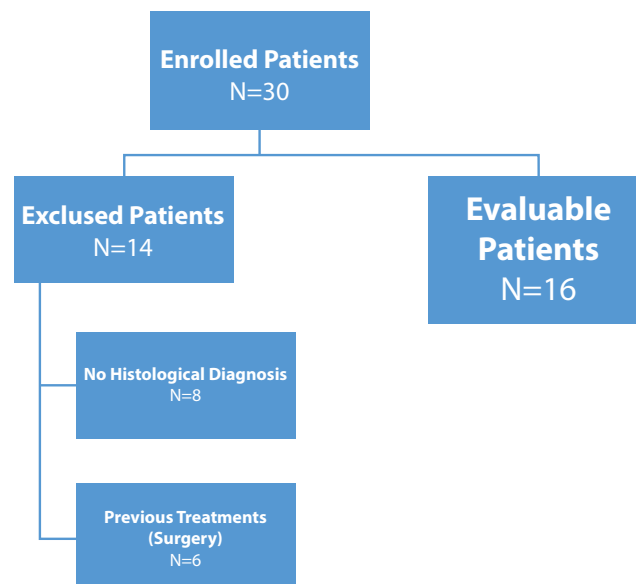 Enrolled Patients
N=30
Exclused Patients
N=14
Evaluable
Patients
N=16
No Histological Diagnosis
N=8
Previous Treatments
(Surgery)
N=6